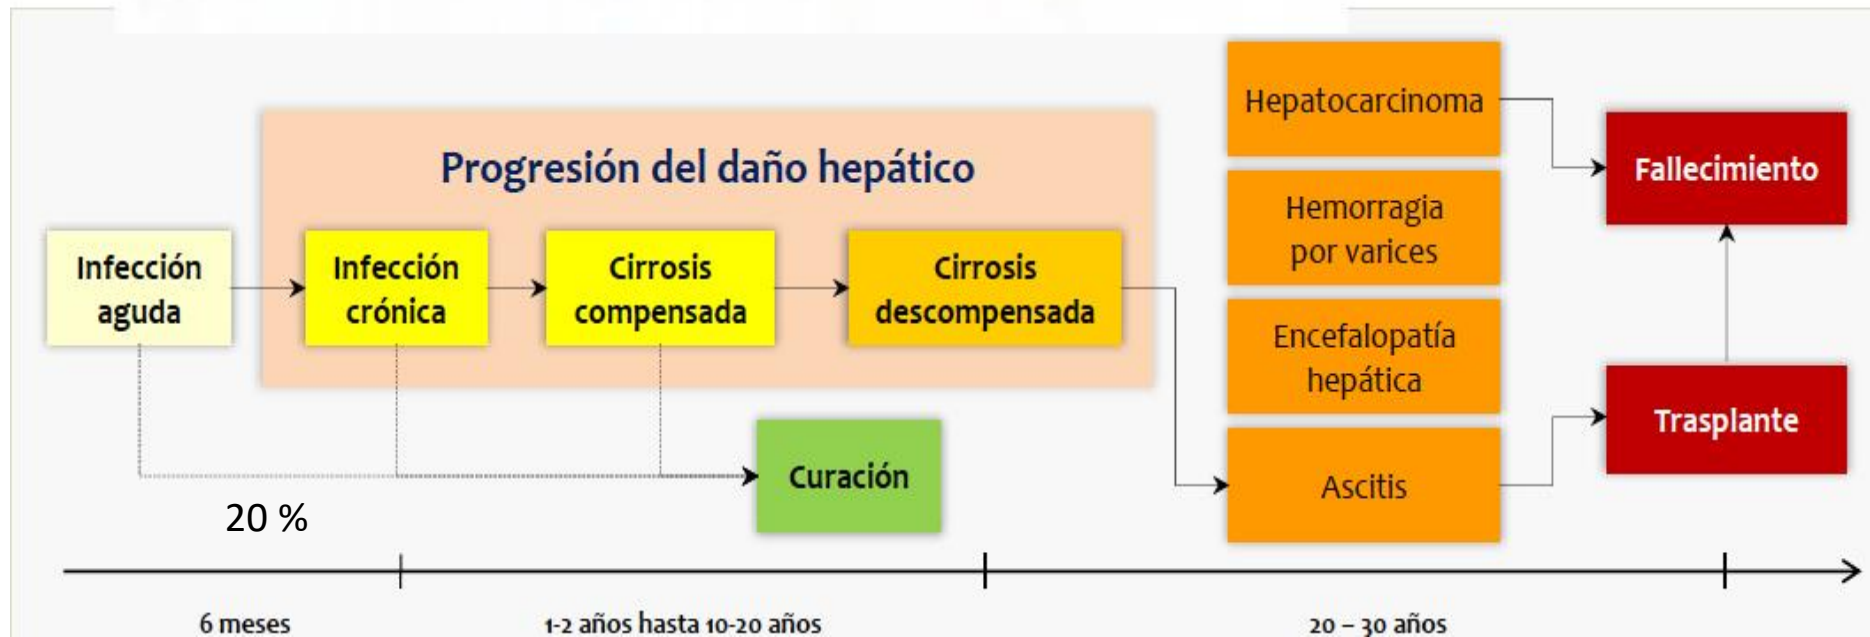 Progresión del daño hepático
Infección
aguda
Infección
crónica
Cirrosis
compensada
Cirrosis
descompensada
Curación
20 %
Hepatocarcinoma
Hemorragia
por varices
Encefalopatía
hepática
Ascitis
Fallecimiento
Trasplante
6 meses
1-2 años hasta 10-20 años
20 – 30 años